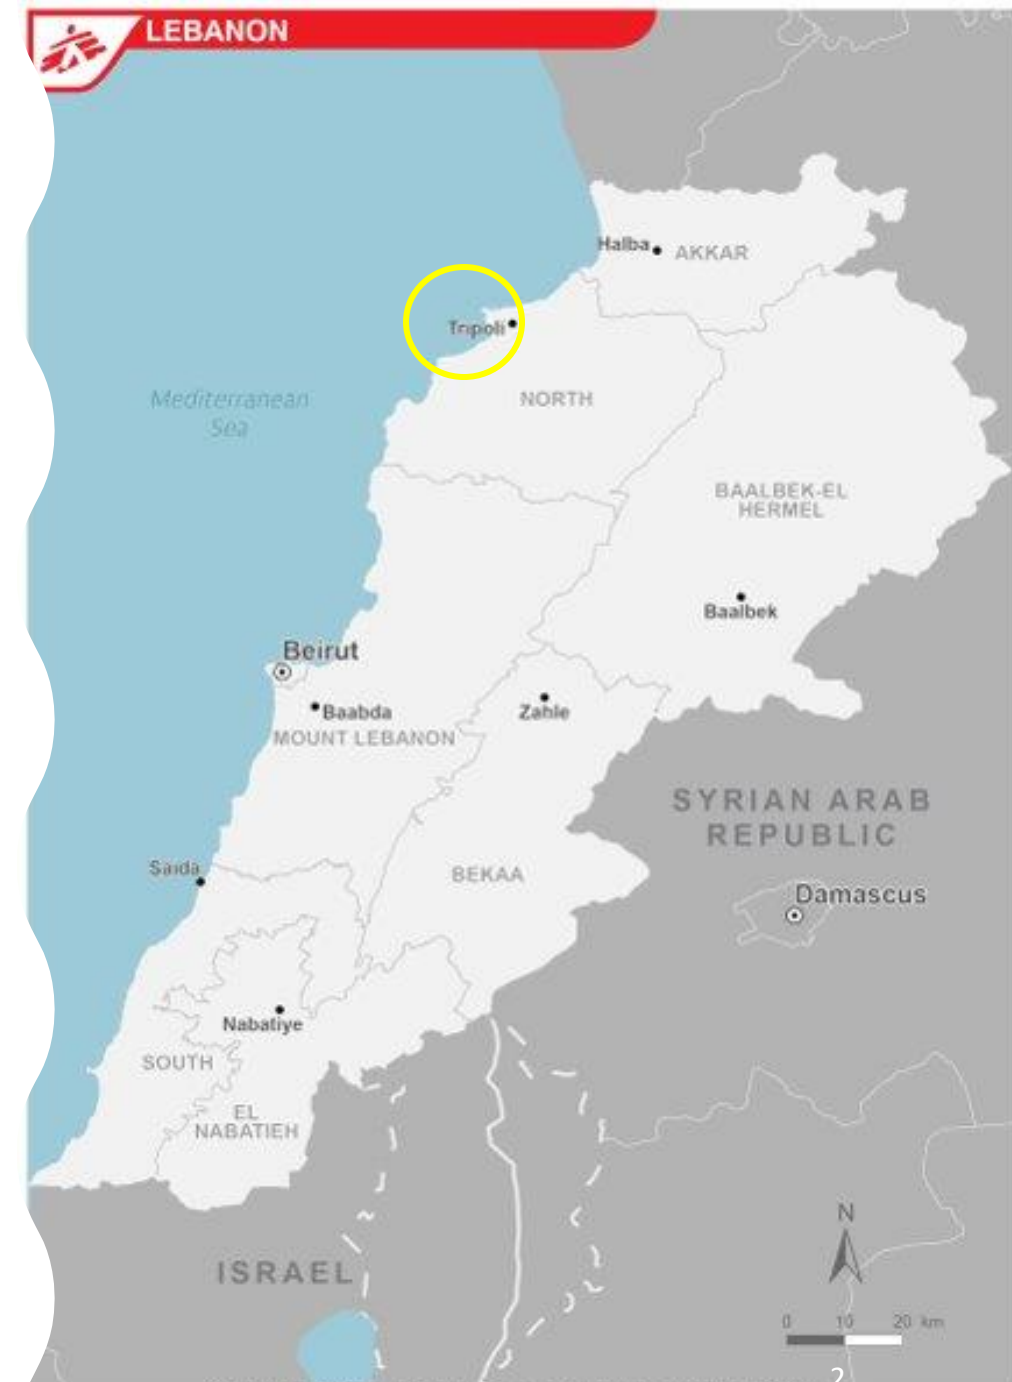 LEBANON
Halba
AKKAR
Tripoli
Mediterranean
Sea
NORTH
BAALBEK-EL
HERMEL
Baalbek
Beirut
Baabda
Zahle
MOUNT LEBANON
SYRIAN ARAB
REPUBLIC
Saida
BEKAA
Damascus
Nabatiye
SOUTH
EL
NABATIEH
N
ISRAEL
0 10 20 km
2